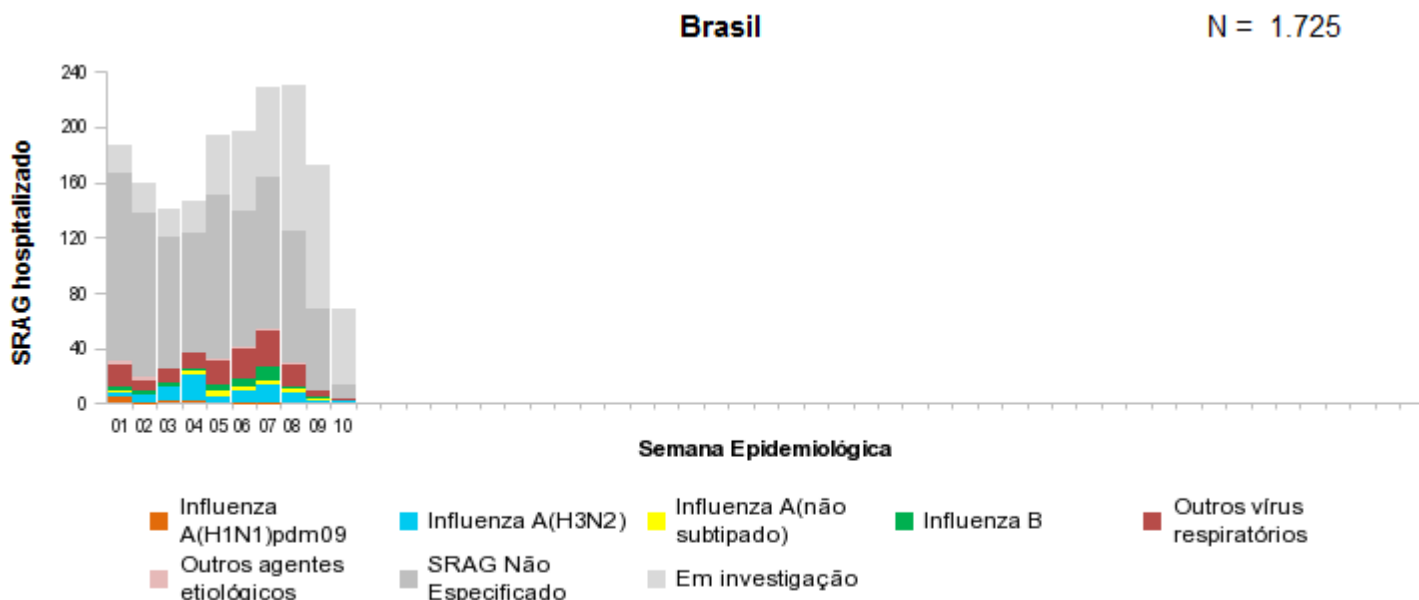 Brasil
N = 1.725
SRAG hospitalizado
240
200
160
120
80
40
0
01 02 03 04 05 06 07 08 09 10
Semana Epidemiológica
Influenza A(H1N1)pdm09
Influenza A(H3N2)
Influenza A(não subtipado)
Influenza B
Outros vírus respiratórios
Outros agentes etiológicos
SRAG Não Especificado
Em investigação